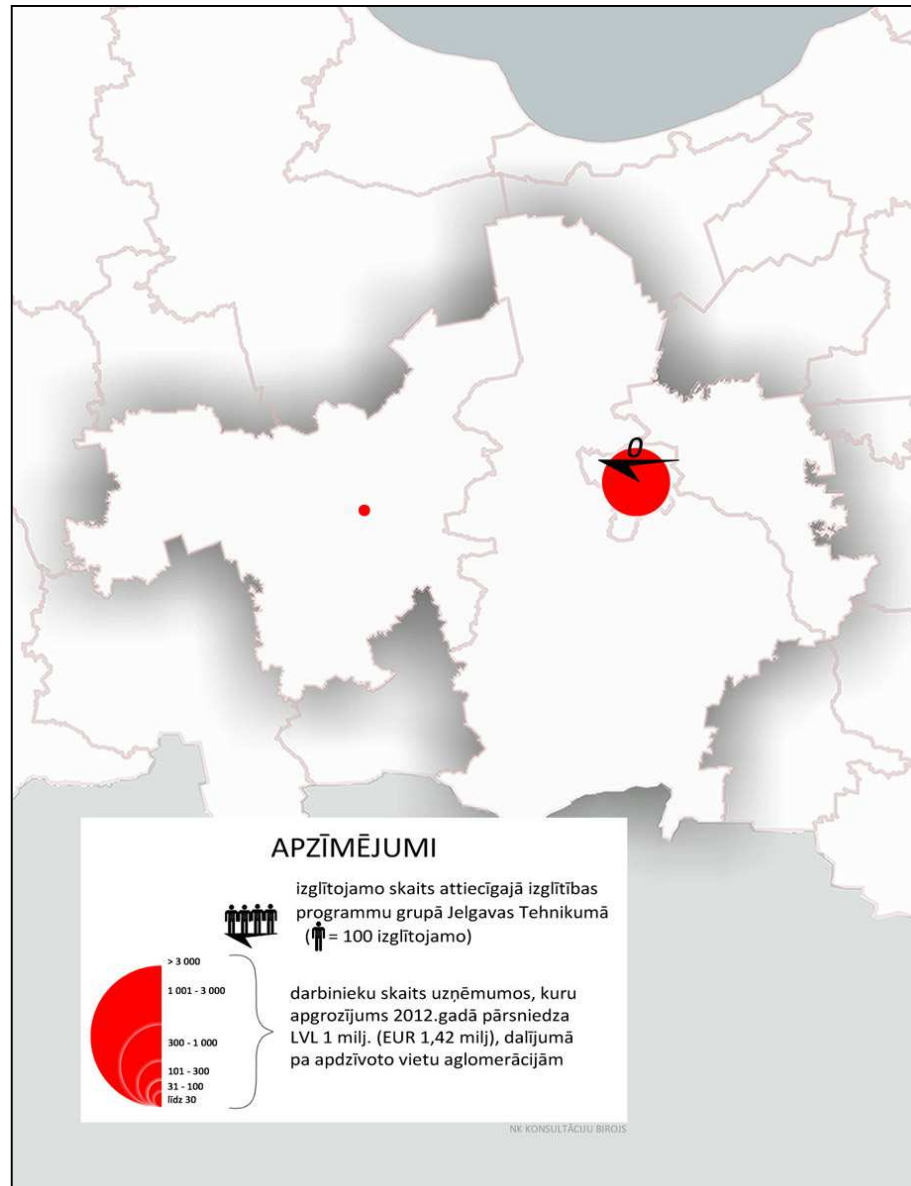 0
APZĪMĒJUMI
izglītojamo skaits attiecīgajā izglītības
programmu grupā Jelgavas Tehnikumā
(= 100 izglītojamo)
> 3 000
1 001 - 3 000
300 - 1 000
101 - 300
31 - 100
līdz 30
darbinieku skaits uzņēmumos, kuru
apgrozījums 2012.gadā pārsniedza
LVL 1 milj. (EUR 1,42 milj), dalījumā
pa apdzīvoto vietu aglomerācijām
NK KONSULTĀCIJU BIROJS